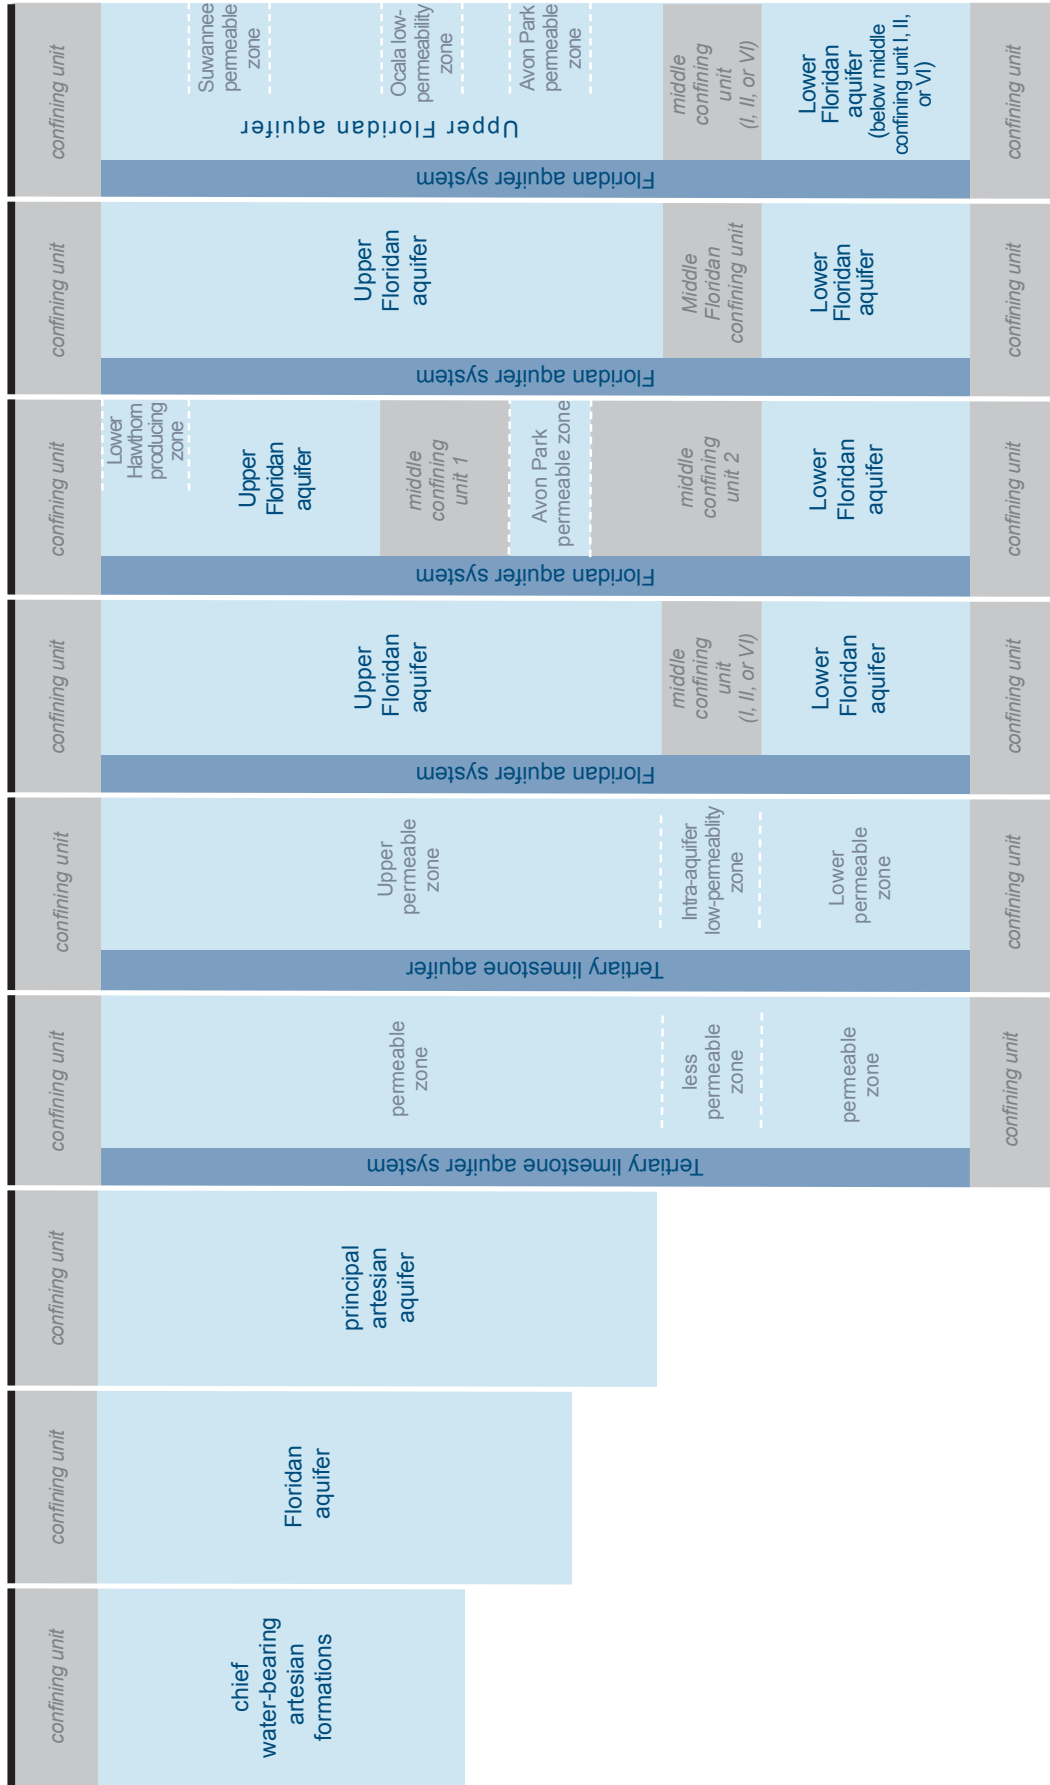 confining unit
chief
water-bearing
artesian
formations
confining unit
Floridan
aquifer
confining unit
principal
artesian
aquifer
confining unit
Tertiary limestone aquifer system
permeable
zone
less
permeable
zone
permeable
zone
confining unit
confining unit
Tertiary limestone aquifer
Upper
permeable
zone
Intra-aquifer
low-permeablity
zone
Lower
permeable
zone
confining unit
confining unit
Floridan aquifer system
Upper
Floridan
aquifer
middle
confining
unit
(I, II, or VI)
Lower
Floridan
aquifer
confining unit
confining unit
Floridan aquifer system
Lower
Hawthorn
producing
zone
Upper
Floridan
aquifer
middle
confining
unit 1
Avon Park
permeable zone
middle
confining
unit 2
Lower
Floridan
aquifer
confining unit
confining unit
Floridan aquifer system
Upper
Floridan
aquifer
Middle
Floridan
confining unit
Lower
Floridan
aquifer
confining unit
confining unit
Floridan aquifer system
Upper Floridan aquifer
Suwannee
permeable
zone
Ocala low-
permeability
zone
Avon Park
permeable
zone
middle
confining
unit
(I, II, or VI)
Lower
Floridan
aquifer
(below middle
confining unit I, II,
or VI)
confining unit